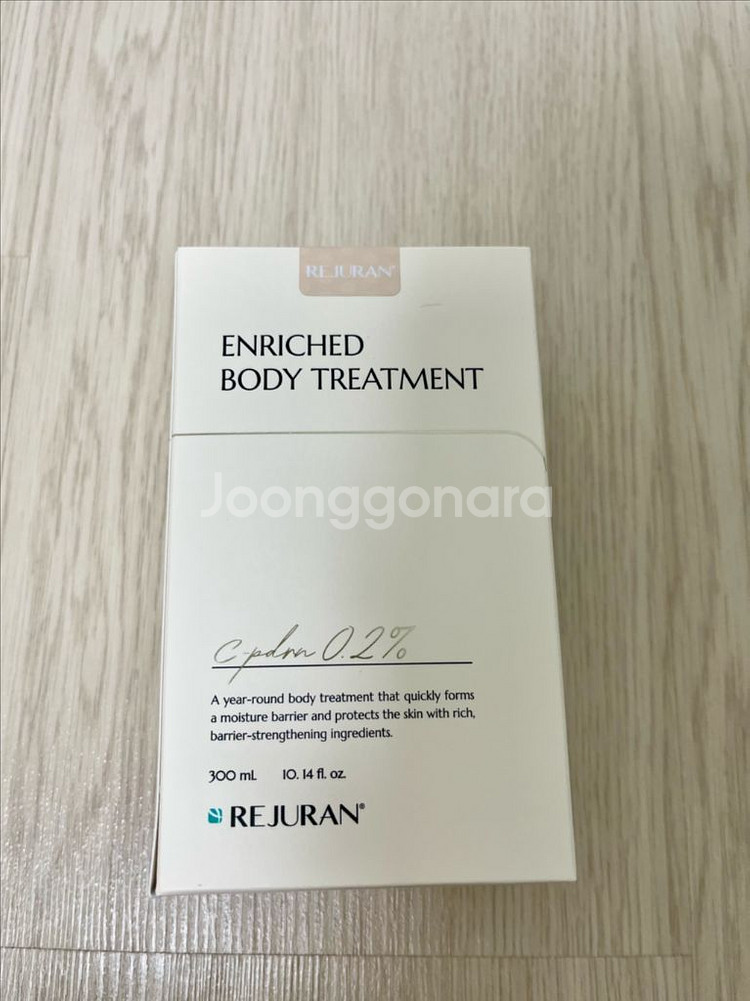 REJURAN®
ENRICHED
BODY TREATMENT
Joonggonara
c-pdrn 0.2%
A year-round body treatment that quickly forms
a moisture barrier and protects the skin with rich,
barrier-strengthening ingredients.
300 mL 10.14 fl. oz.
REJURAN®